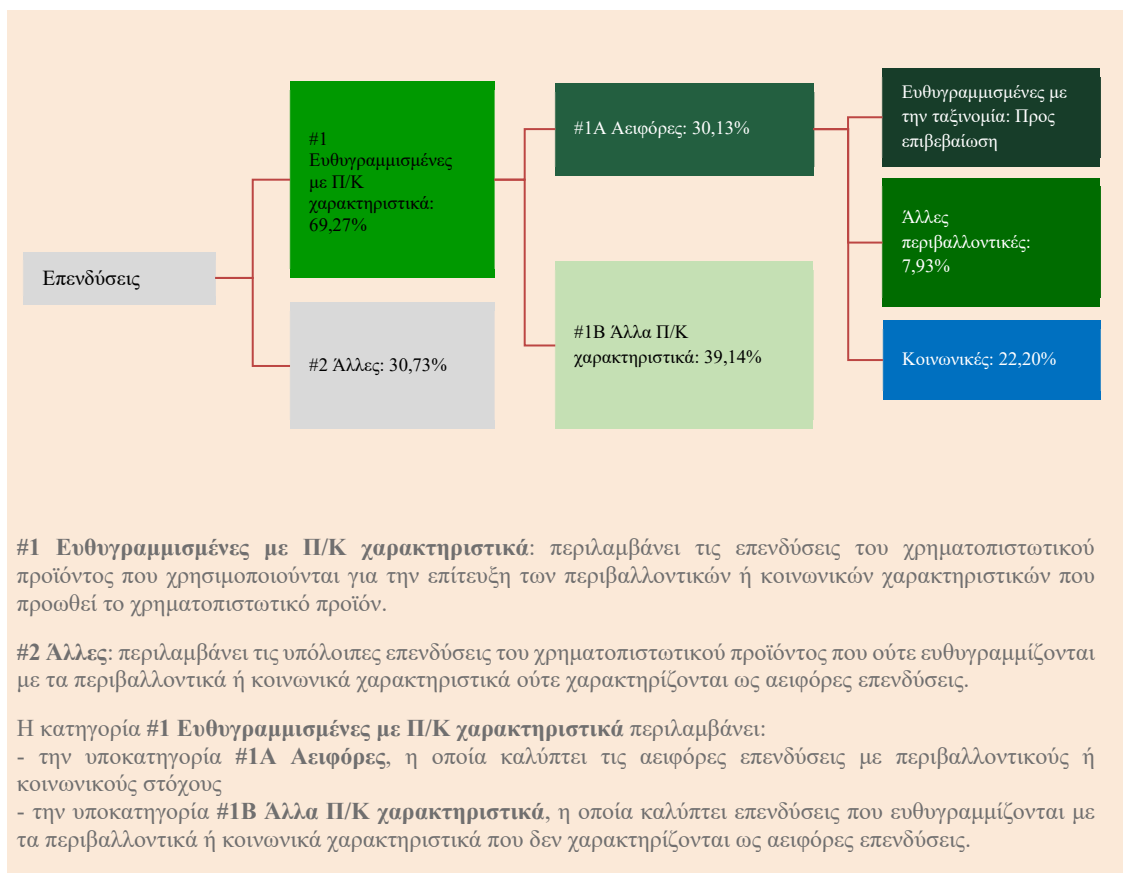 Επενδύσεις
#1
Ευθυγραμμισμένες
με Π/Κ
χαρακτηριστικά:
69,27%
#2 Άλλες: 30,73%
#1Α Αειφόρες: 30,13%
#1Β Άλλα Π/Κ
χαρακτηριστικά: 39,14%
Ευθυγραμμισμένες με
την ταξινομία: Προς
επιβεβαίωση
Άλλες
περιβαλλοντικές:
7,93%
Κοινωνικές: 22,20%
#1 Ευθυγραμμισμένες με Π/Κ χαρακτηριστικά: περιλαμβάνει τις επενδύσεις του χρηματοπιστωτικού
προϊόντος που χρησιμοποιούνται για την επίτευξη των περιβαλλοντικών ή κοινωνικών χαρακτηριστικών που
προωθεί το χρηματοπιστωτικό προϊόν.
#2 Άλλες: περιλαμβάνει τις υπόλοιπες επενδύσεις του χρηματοπιστωτικού προϊόντος που ούτε ευθυγραμμίζονται
με τα περιβαλλοντικά ή κοινωνικά χαρακτηριστικά ούτε χαρακτηρίζονται ως αειφόρες επενδύσεις.
Η κατηγορία #1 Ευθυγραμμισμένες με Π/Κ χαρακτηριστικά περιλαμβάνει:
- την υποκατηγορία #1Α Αειφόρες, η οποία καλύπτει τις αειφόρες επενδύσεις με περιβαλλοντικούς ή
κοινωνικούς στόχους
- την υποκατηγορία #1Β Άλλα Π/Κ χαρακτηριστικά, η οποία καλύπτει επενδύσεις που ευθυγραμμίζονται με
τα περιβαλλοντικά ή κοινωνικά χαρακτηριστικά που δεν χαρακτηρίζονται ως αειφόρες επενδύσεις.